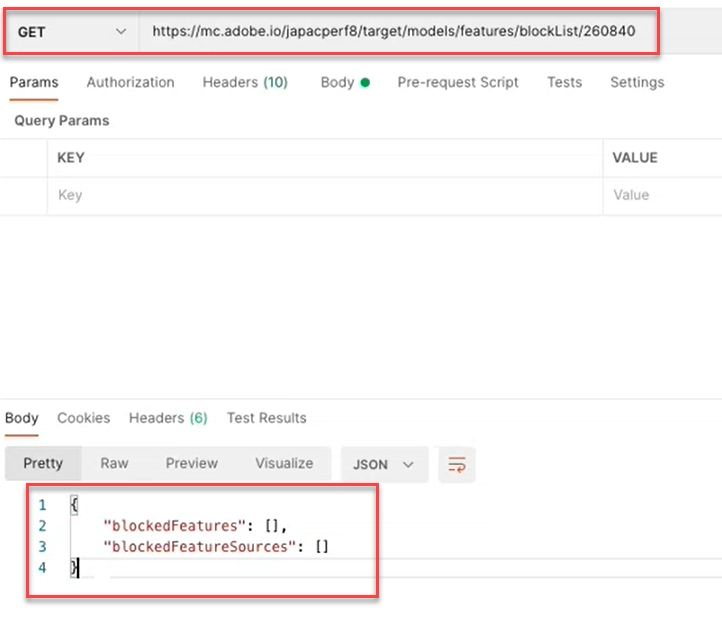 GET https://mc.adobe.io/japacperf8/target/models/features/blockList/260840
Params Authorization Headers (10) Body Pre-request Script Tests Settings
Query Params
KEY VALUE
Key Value
Body Cookies Headers (6) Test Results
Pretty Raw Preview Visualize JSON
1 {
2 "blockedFeatures": [],
3 "blockedFeatureSources": []
4 }